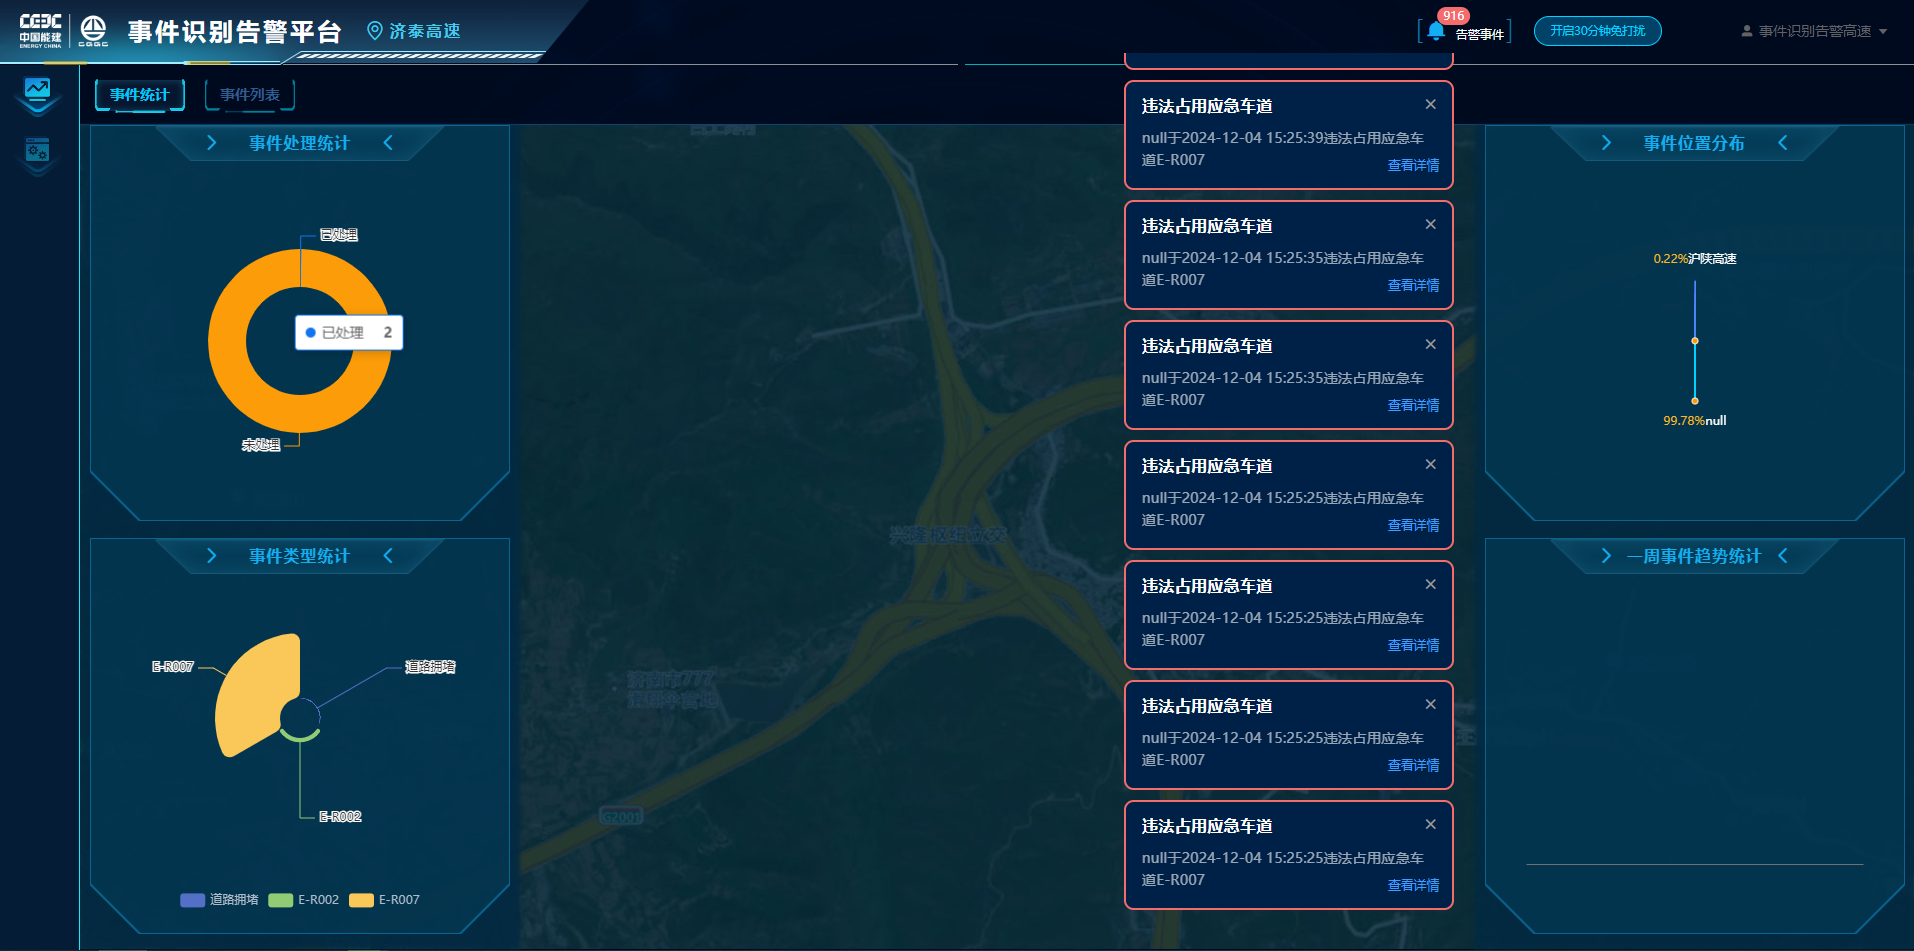 CEEC
中国能建
ENERGY CHINA
CGGC
事件识别告警平台
济泰高速
916
告警事件
开启30分钟免打扰
事件识别告警高速
事件统计
事件列表
事件处理统计
已处理
已处理 2
未处理
事件类型统计
E-R007
道路拥堵
E-R002
道路拥堵
E-R002
E-R007
兴隆枢纽立交
济南市777
G2001
违法占用应急车道
null于2024-12-04 15:25:39违法占用应急车
道E-R007
查看详情
违法占用应急车道
null于2024-12-04 15:25:35违法占用应急车
道E-R007
查看详情
违法占用应急车道
null于2024-12-04 15:25:35违法占用应急车
道E-R007
查看详情
违法占用应急车道
null于2024-12-04 15:25:25违法占用应急车
道E-R007
查看详情
违法占用应急车道
null于2024-12-04 15:25:25违法占用应急车
道E-R007
查看详情
违法占用应急车道
null于2024-12-04 15:25:25违法占用应急车
道E-R007
查看详情
违法占用应急车道
null于2024-12-04 15:25:25违法占用应急车
道E-R007
查看详情
事件位置分布
0.22%沪陕高速
99.78%null
一周事件趋势统计